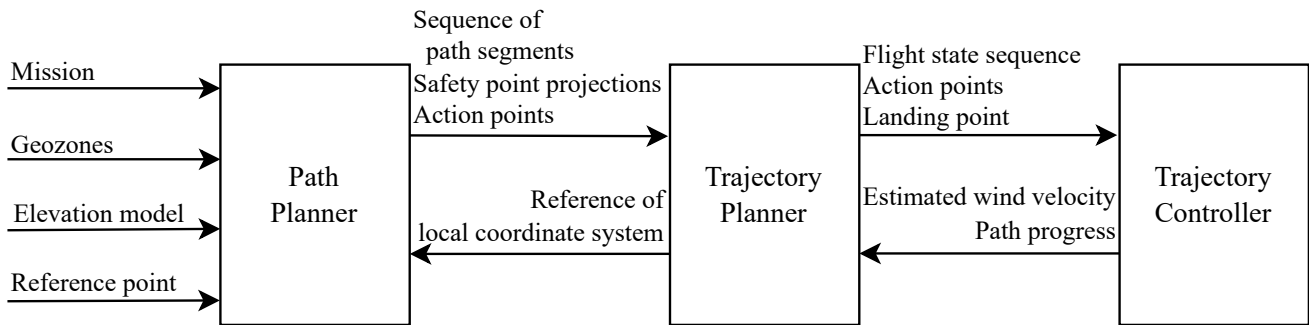 Mission
Geozones
Elevation model
Reference point
Path
Planner
Sequence of
path segments
Safety point projections
Action points
Reference of
local coordinate system
Trajectory
Planner
Flight state sequence
Action points
Landing point
Estimated wind velocity
Path progress
Trajectory
Controller